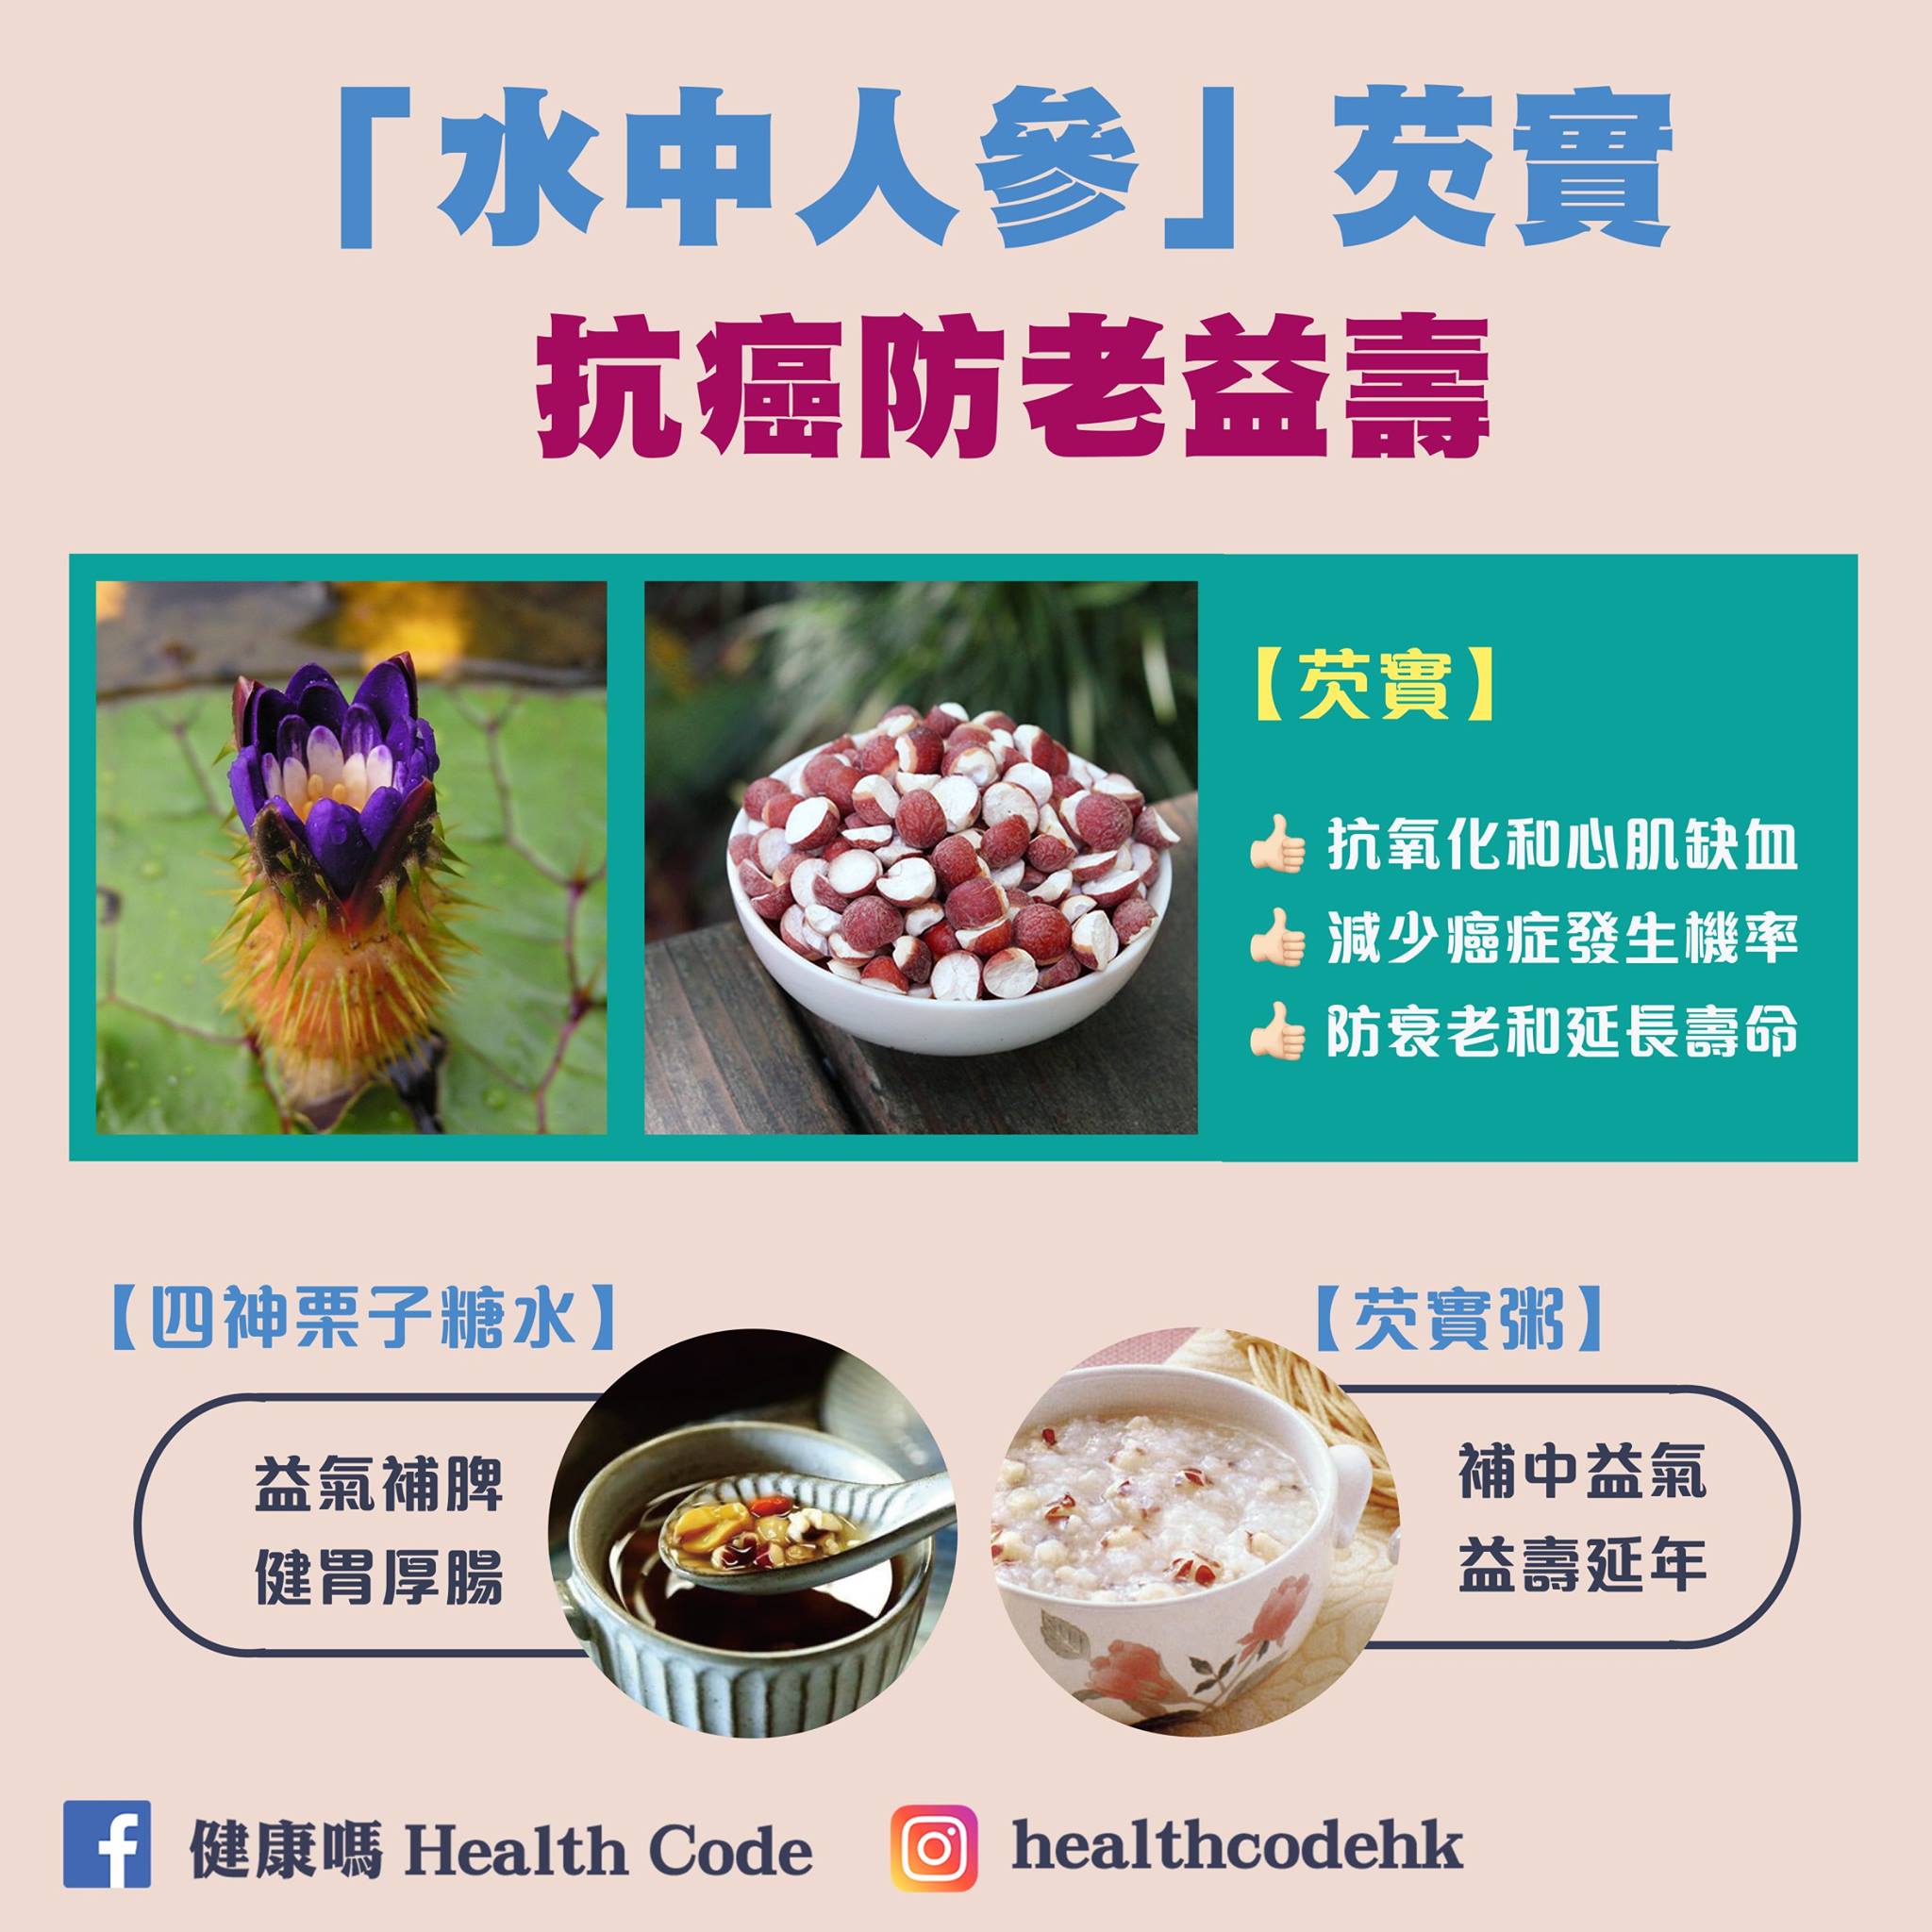 「水中人參」芡實
抗癌防老益壽
【芡實】
抗氧化和心肌缺血
減少癌症發生機率
防衰老和延長壽命
【四神栗子糖水】
益氣補脾
健胃厚腸
【芡實粥】
補中益氣
益壽延年
健康嗎 Health Code
healthcodehk